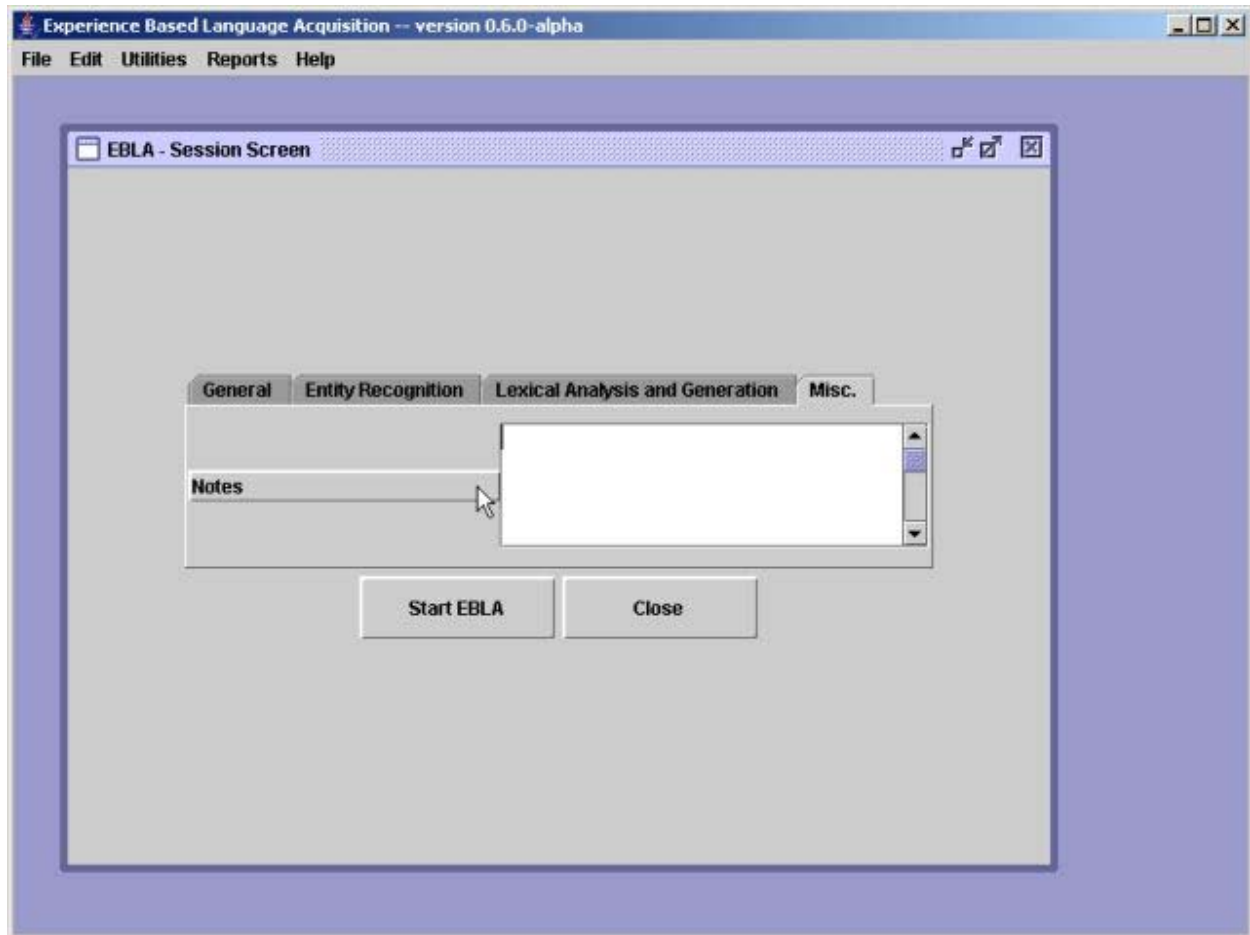 Experience Based Language Acquisition -- version 0.6.0-alpha
File Edit Utilities Reports Help
EBLA - Session Screen
General Entity Recognition Lexical Analysis and Generation Misc.
Notes
Start EBLA Close